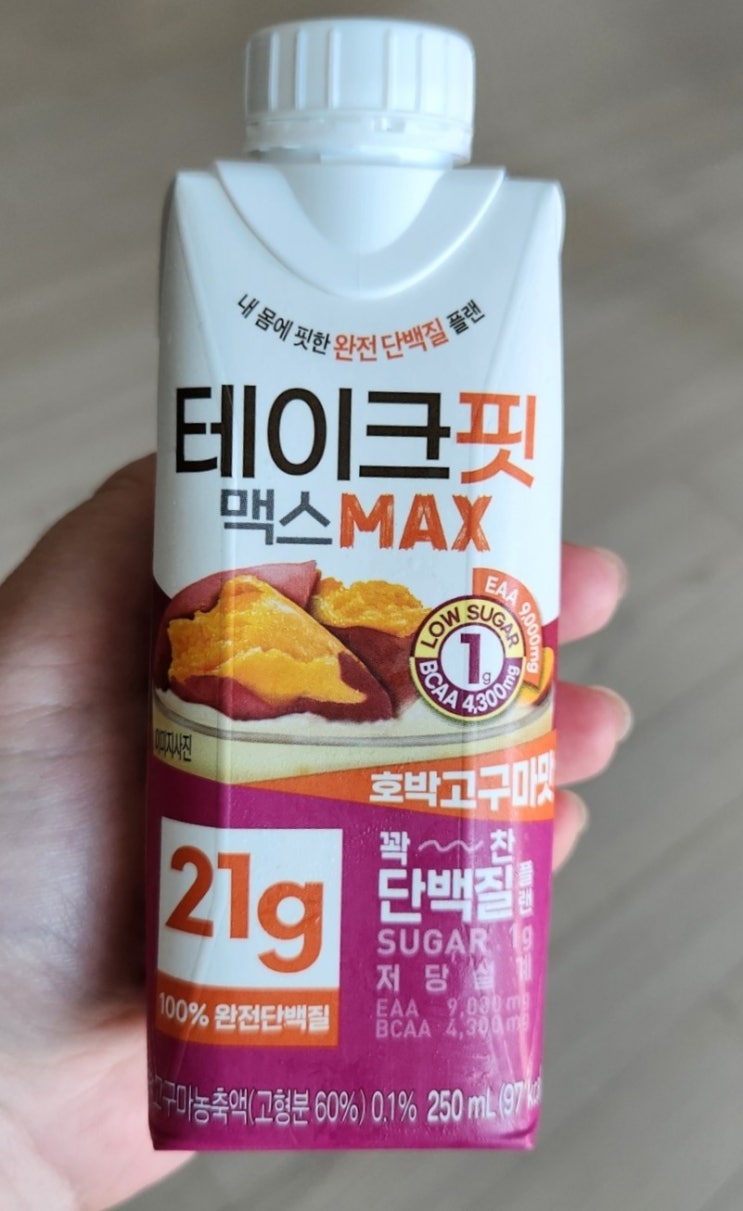 내 몸에 핏한 완전 단백질 플랜
테이크핏
맥스MAX
EAA 9,000mg
LOW SUGAR
1g
BCAA 4,300mg
이미지사진
호박고구마맛
21g
100% 완전단백질
꽉~~찬
단백질 플랜
SUGAR 1g
저당설계
EAA 9,000mg
BCAA 4,300mg
고구마농축액(고형분 60%) 0.1% 250 mL (97 kcal)